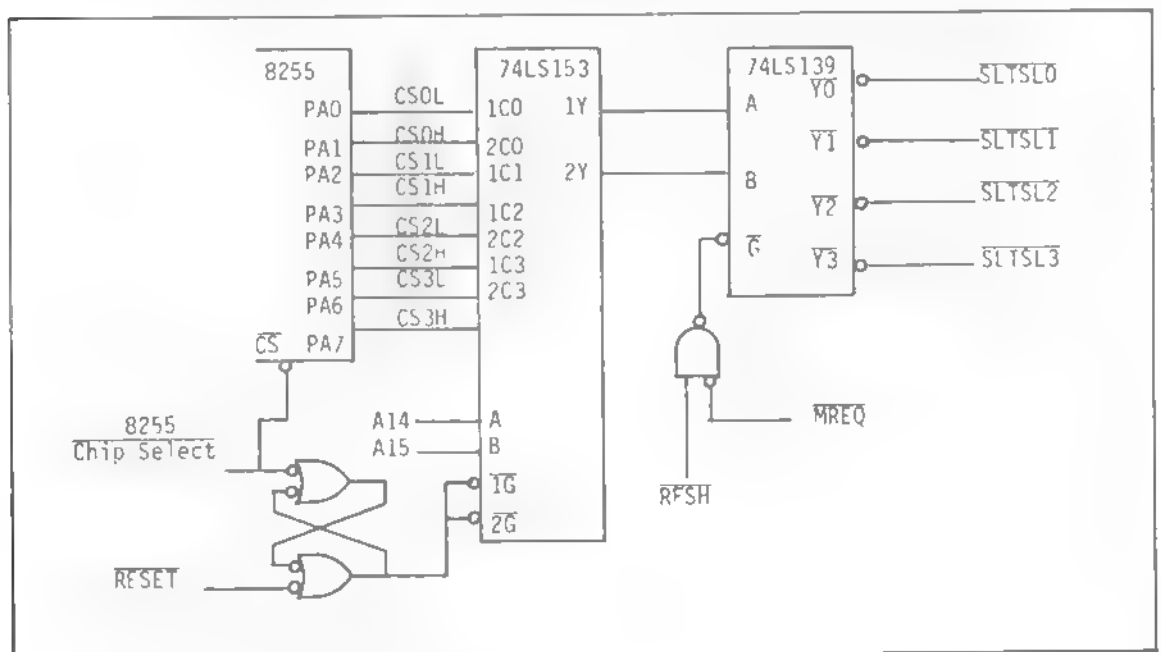 8255
PA0
PA1
PA2
PA3
PA4
PA5
PA6
PA7
CS
CS0L
CS0H
CS1L
CS1H
CS2L
CS2H
CS3L
CS3H
74LS153
1C0
2C0
1C1
1C2
2C2
1C3
2C3
1Y
2Y
A14
A
A15
B
1G
2G
74LS139
A
B
G
Y0
Y1
Y2
Y3
SLTSL0
SLTSL1
SLTSL2
SLTSL3
MREQ
RFSH
8255
Chip Select
RESET